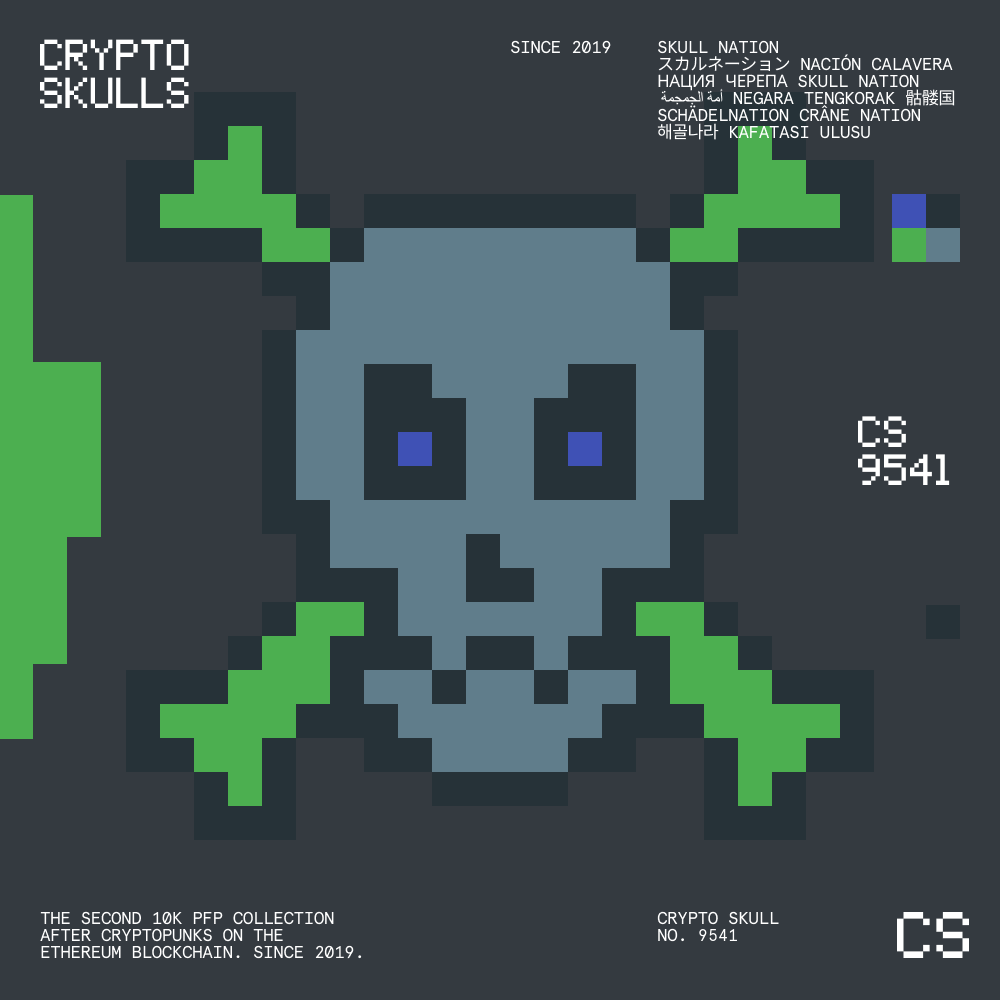 CRYPTO
SKULLS
SINCE 2019
SKULL NATION
スカルネーション NACIÓN CALAVERA
НАЦИЯ ЧЕРЕПА SKULL NATION
أمة الجمجمة NEGARA TENGKORAK 骷髅国
SCHÄDELNATION CRÂNE NATION
해골나라 KAFATASI ULUSU
CS
9541
THE SECOND 10K PFP COLLECTION
AFTER CRYPTOPUNKS ON THE
ETHEREUM BLOCKCHAIN. SINCE 2019.
CRYPTO SKULL
NO. 9541
CS